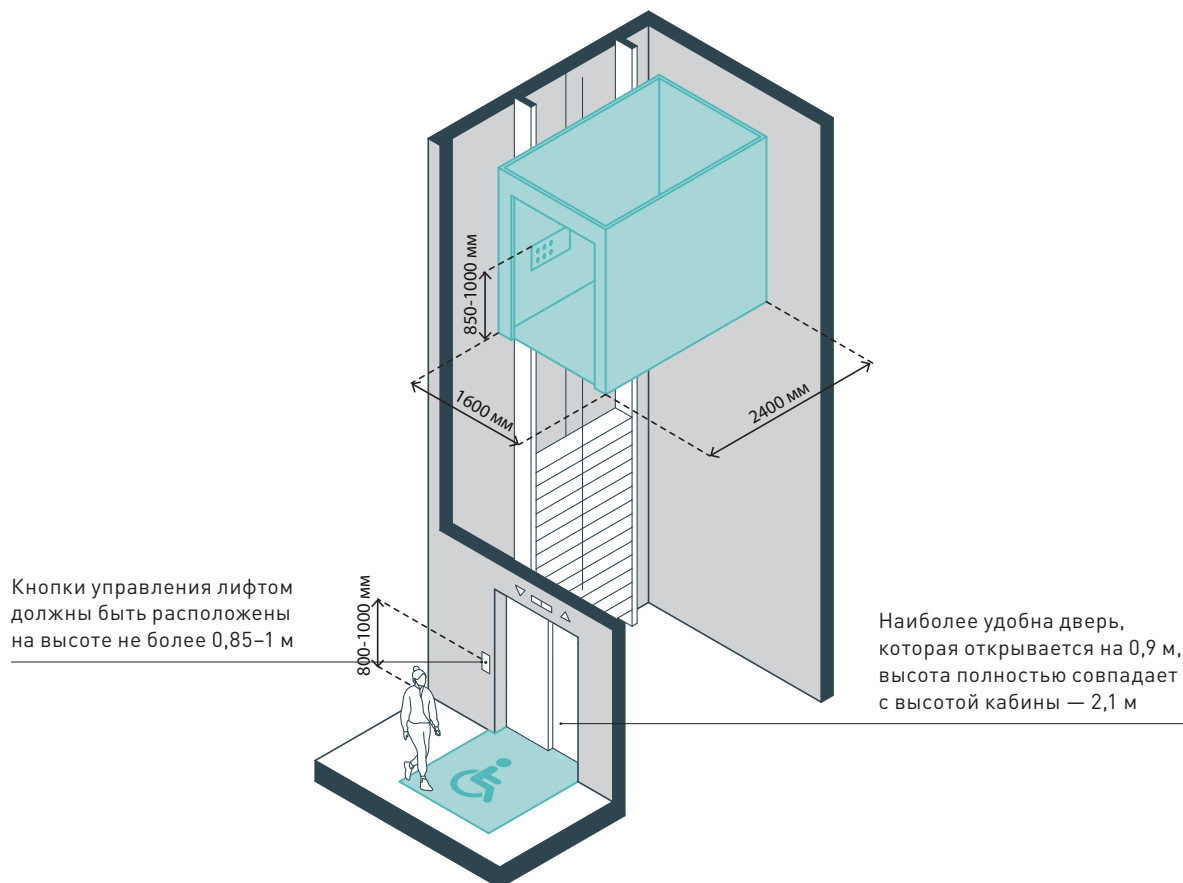 850-1000 мм
1600 мм
2400 мм
Кнопки управления лифтом
должны быть расположены
на высоте не более 0,85–1 м
800-1000 мм
Наиболее удобна дверь,
которая открывается на 0,9 м,
высота полностью совпадает
с высотой кабины — 2,1 м